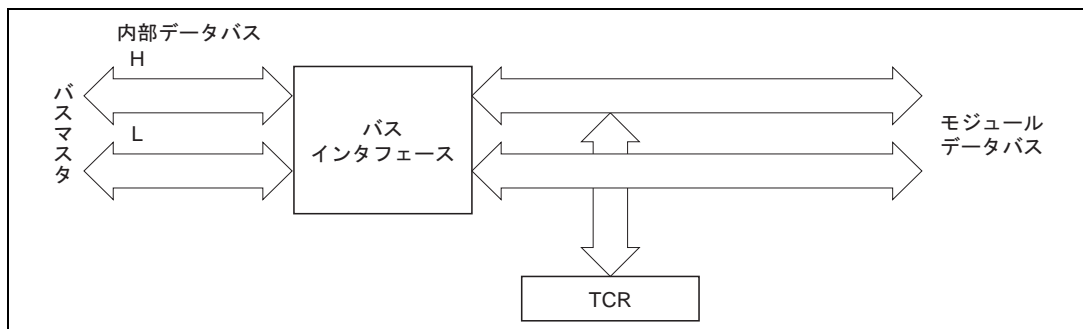 内部データバス
H
バスマスタ
L
バス
インタフェース
モジュール
データバス
TCR